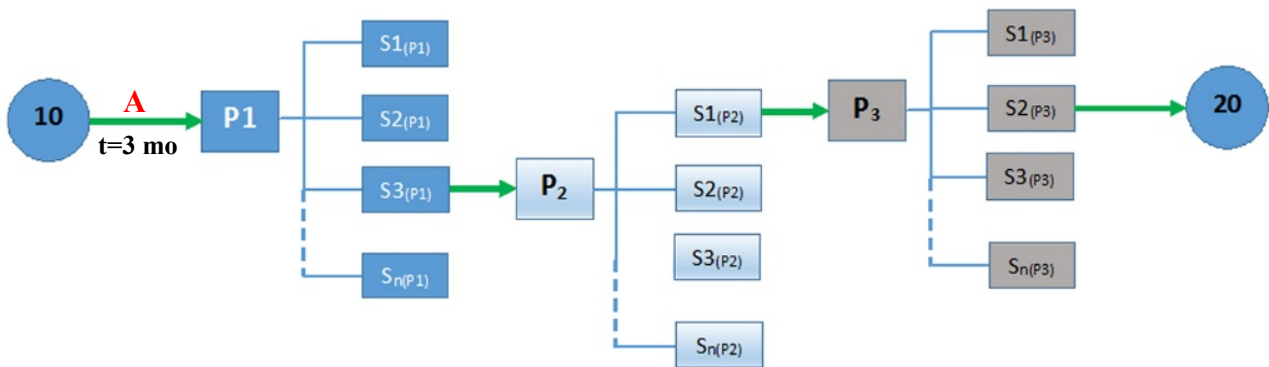 10
A
t=3 mo
P1
S1(P1)
S2(P1)
S3(P1)
Sn(P1)
P2
S1(P2)
S2(P2)
S3(P2)
Sn(P2)
P3
S1(P3)
S2(P3)
S3(P3)
Sn(P3)
20